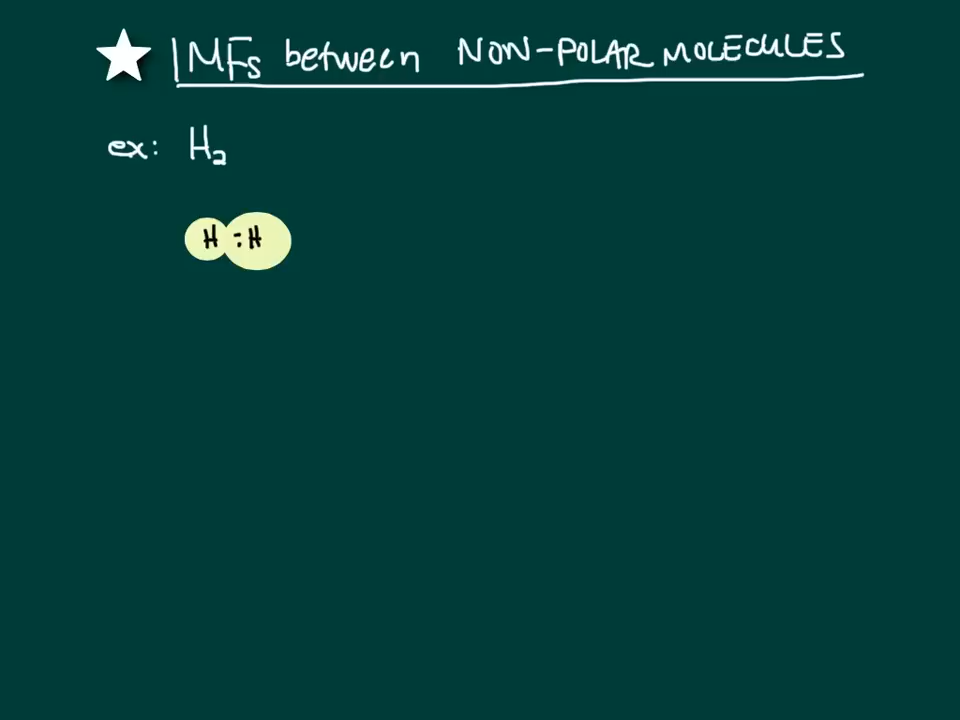 IMFs between NON-POLAR MOLECULES
ex: H₂
H : H